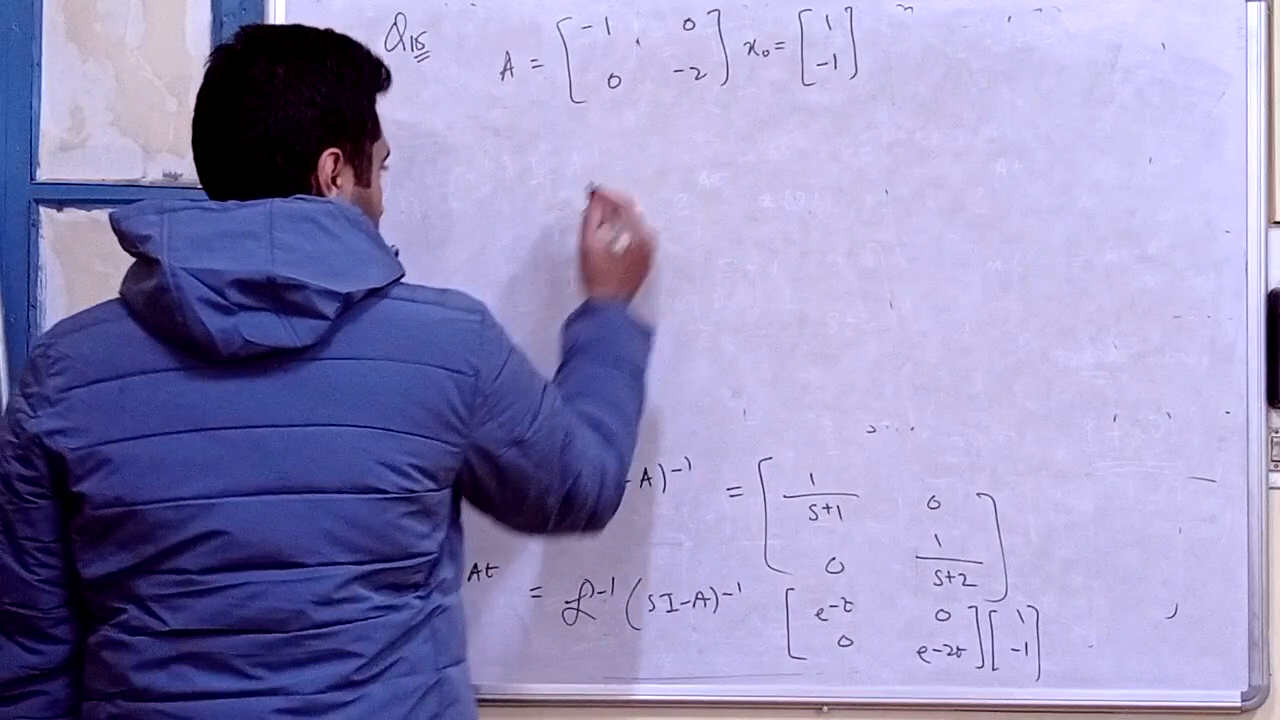 Q15
A = [ -1 0 ; 0 -2 ] x₀ = [ 1 ; -1 ]
-A)⁻¹ = [ 1/(s+1) 0 ; 0 1/(s+2) ]
At = ℒ⁻¹ (SI-A)⁻¹ [ e^-t 0 ; 0 e^-2t ] [ 1 ; -1 ]